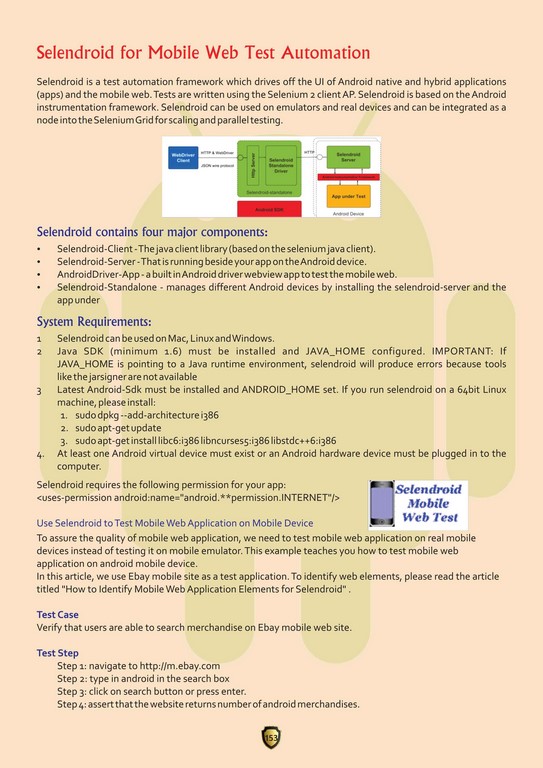 Selendroid for Mobile Web Test Automation
Selendroid is a test automation framework which drives off the UI of Android native and hybrid applications
(apps) and the mobile web. Tests are written using the Selenium 2 client AP. Selendroid is based on the Android
instrumentation framework. Selendroid can be used on emulators and real devices and can be integrated as a
node into the Selenium Grid for scaling and parallel testing.
WebDriver
Client
HTTP & WebDriver
JSON wire protocol
Http Server
Selendroid
Standalone
Driver
Selendroid-standalone
Android SDK
HTTP
Selendroid
Server
App under Test
Android Device
Selendroid contains four major components:
• Selendroid-Client - The java client library (based on the selenium java client).
• Selendroid-Server - That is running beside your app on the Android device.
• AndroidDriver-App - a built in Android driver webview app to test the mobile web.
• Selendroid-Standalone - manages different Android devices by installing the selendroid-server and the
app under
System Requirements:
1 Selendroid can be used on Mac, Linux and Windows.
2 Java SDK (minimum 1.6) must be installed and JAVA_HOME configured. IMPORTANT: If
JAVA_HOME is pointing to a Java runtime environment, selendroid will produce errors because tools
like the jarsigner are not available
3 Latest Android-Sdk must be installed and ANDROID_HOME set. If you run selendroid on a 64bit Linux
machine, please install:
1. sudo dpkg --add-architecture i386
2. sudo apt-get update
3. sudo apt-get install libc6:i386 libncurses5:i386 libstdc++6:i386
4. At least one Android virtual device must exist or an Android hardware device must be plugged in to the
computer.
Selendroid requires the following permission for your app:
<uses-permission android:name="android.**permission.INTERNET"/>
Selendroid
Mobile
Web Test
Use Selendroid to Test Mobile Web Application on Mobile Device
To assure the quality of mobile web application, we need to test mobile web application on real mobile
devices instead of testing it on mobile emulator. This example teaches you how to test mobile web
application on android mobile device.
In this article, we use Ebay mobile site as a test application. To identify web elements, please read the article
titled "How to Identify Mobile Web Application Elements for Selendroid" .
Test Case
Verify that users are able to search merchandise on Ebay mobile web site.
Test Step
Step 1: navigate to http://m.ebay.com
Step 2: type in android in the search box
Step 3: click on search button or press enter.
Step 4: assert that the website returns number of android merchandises.
153